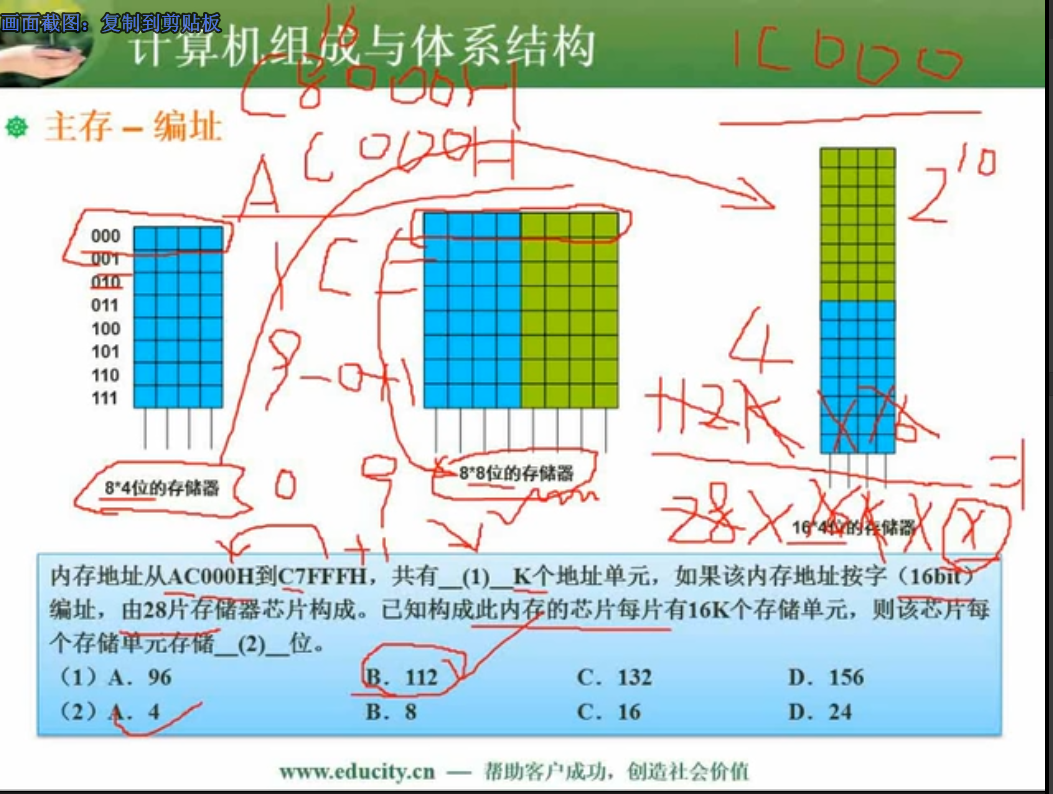 画面截图：复制到剪贴板
计算机组成与体系结构
16
C8000H
1C000
主存 – 编址
AC000H
2^10
000
001
010
011
100
101
110
111
1C
9-0+1
4
112K × 16
8*4位的存储器
0 9
8*8位的存储器
=1
28 × 16K × X
16*4位的存储器
+1
内存地址从AC000H到C7FFFH，共有__(1)__K个地址单元，如果该内存地址按字（16bit）
编址，由28片存储器芯片构成。已知构成此内存的芯片每片有16K个存储单元，则该芯片每
个存储单元存储__(2)__位。
（1）A．96 B．112 C．132 D．156
（2）A．4 B．8 C．16 D．24
www.educity.cn — 帮助客户成功，创造社会价值